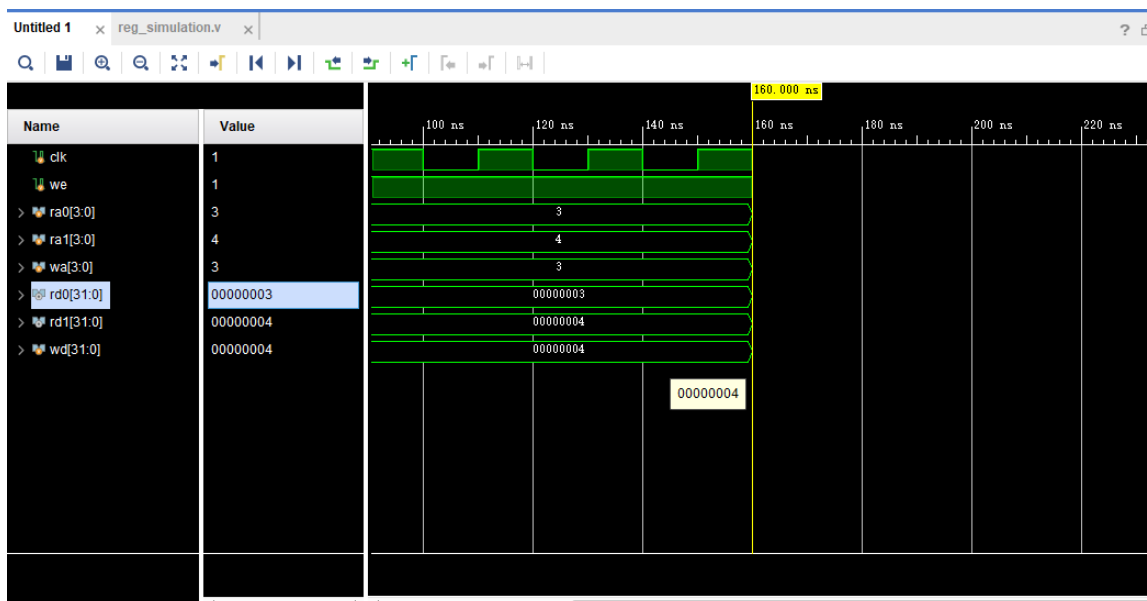 Untitled 1 × reg_simulation.v ×
?
160.000 ns
Name Value
100 ns 120 ns 140 ns 160 ns 180 ns 200 ns 220 ns
clk 1
we 1
> ra0[3:0] 3 3
> ra1[3:0] 4 4
> wa[3:0] 3 3
> rd0[31:0] 00000003 00000003
> rd1[31:0] 00000004 00000004
> wd[31:0] 00000004 00000004
00000004